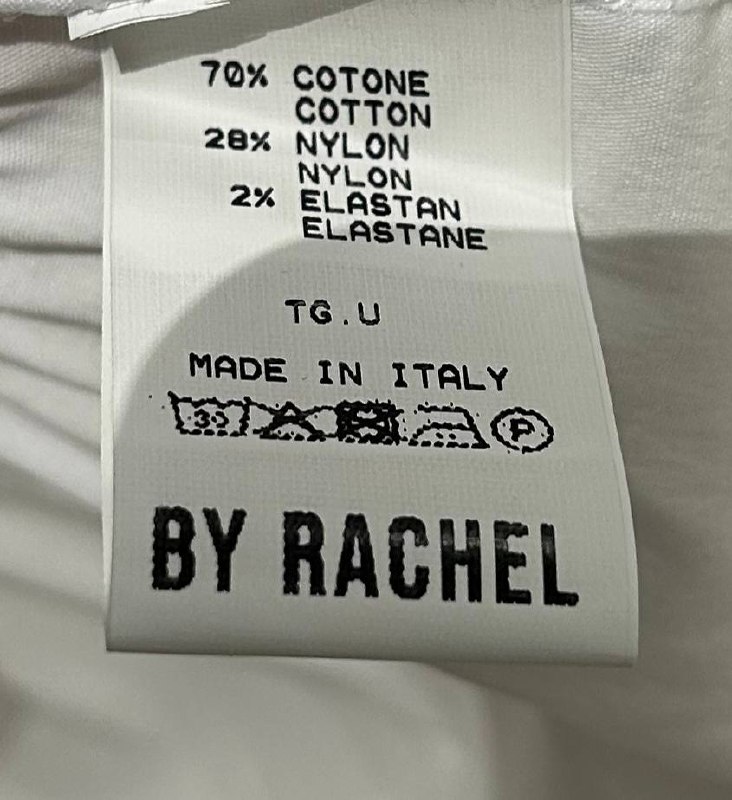 70% COTONE
COTTON
28% NYLON
NYLON
2% ELASTAN
ELASTANE
TG.U
MADE IN ITALY
30 P
BY RACHEL